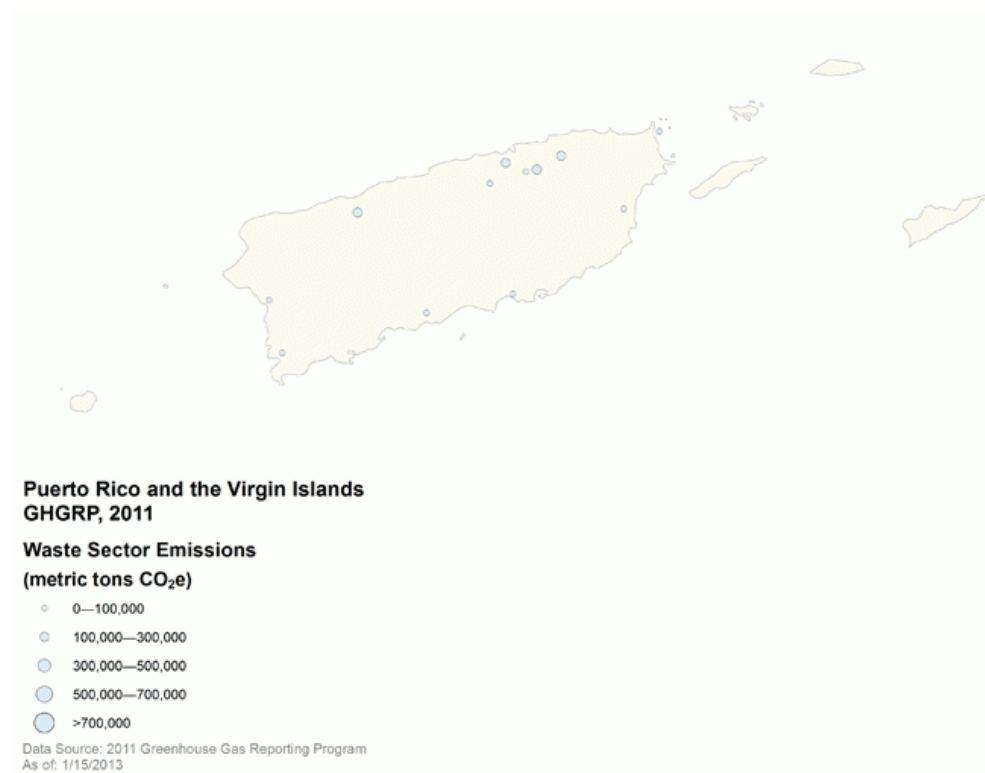 Puerto Rico and the Virgin Islands
GHGRP, 2011
Waste Sector Emissions
(metric tons CO₂e)
0—100,000
100,000—300,000
300,000—500,000
500,000—700,000
>700,000
Data Source: 2011 Greenhouse Gas Reporting Program
As of: 1/15/2013